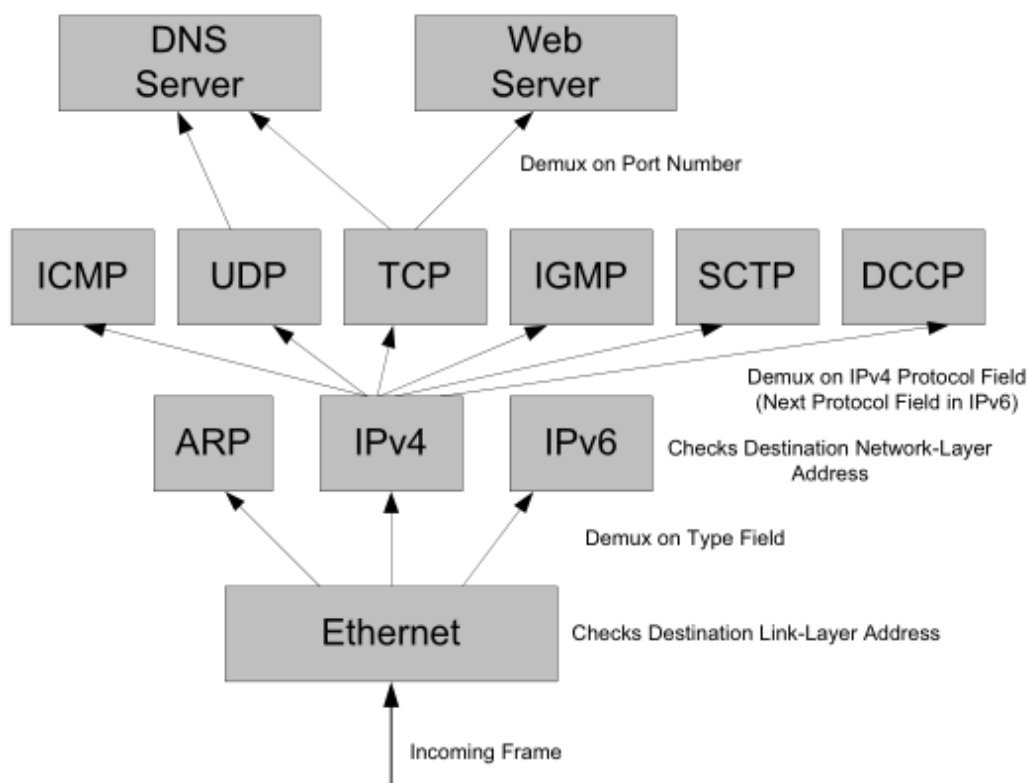 DNS
Server
Web
Server
Demux on Port Number
ICMP
UDP
TCP
IGMP
SCTP
DCCP
Demux on IPv4 Protocol Field
(Next Protocol Field in IPv6)
ARP
IPv4
IPv6
Checks Destination Network-Layer
Address
Demux on Type Field
Ethernet
Checks Destination Link-Layer Address
Incoming Frame